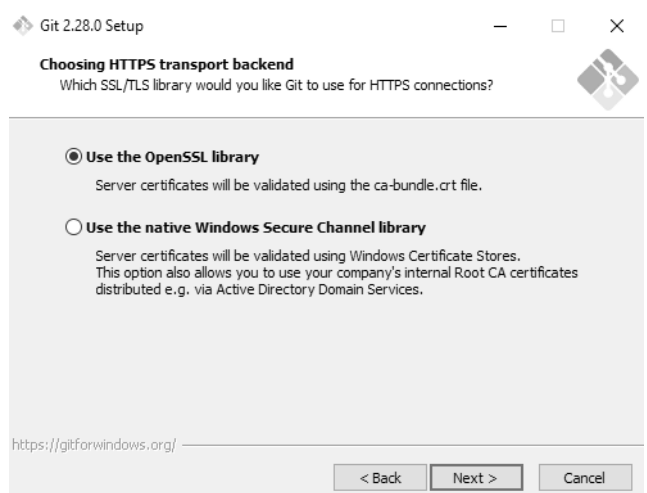 Git 2.28.0 Setup
Choosing HTTPS transport backend
Which SSL/TLS library would you like Git to use for HTTPS connections?
Use the OpenSSL library
Server certificates will be validated using the ca-bundle.crt file.
Use the native Windows Secure Channel library
Server certificates will be validated using Windows Certificate Stores.
This option also allows you to use your company's internal Root CA certificates
distributed e.g. via Active Directory Domain Services.
https://gitforwindows.org/
< Back Next > Cancel